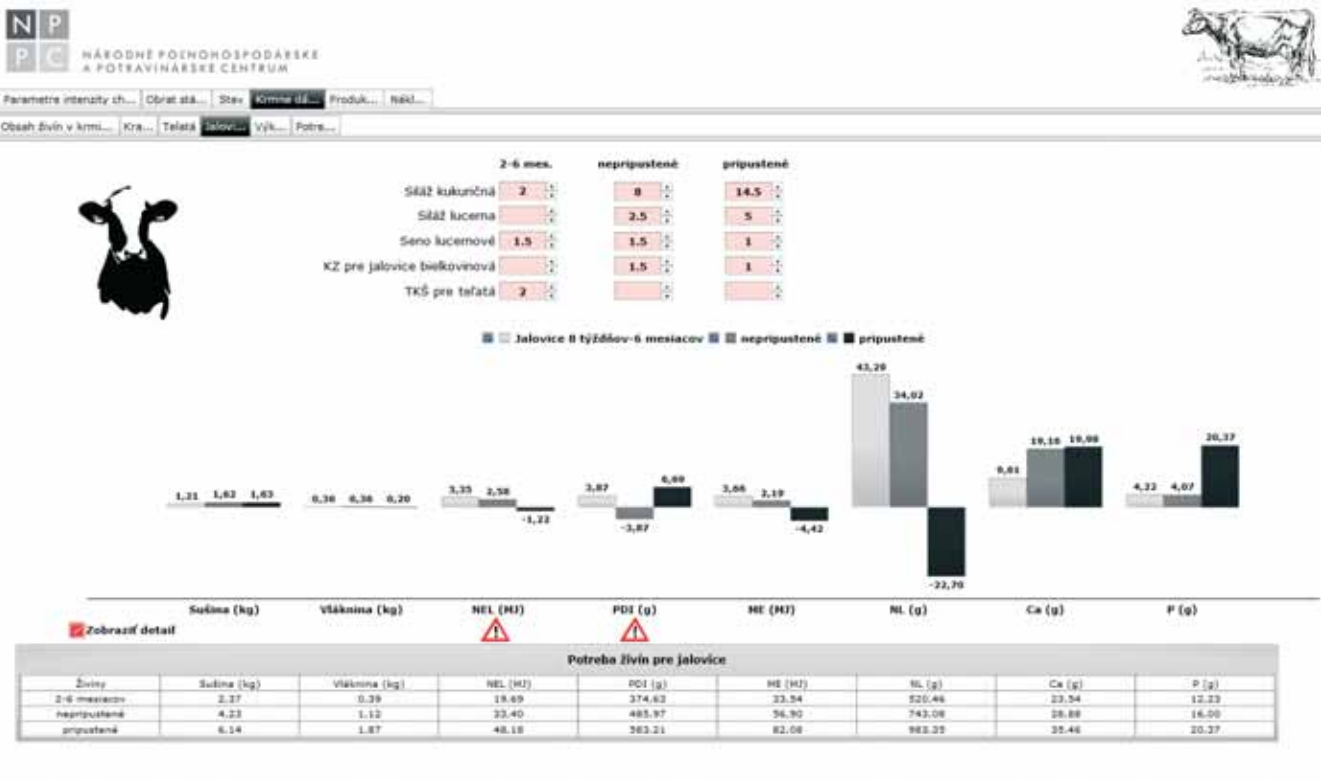 N P
P C
NÁRODNÉ POĽNOHOSPODÁRSKE
A POTRAVINÁRSKE CENTRUM
Parametre intenzity ch... Obrat stá... Stav Krmne dá... Produk... Nákl...
Obsah živín v krmi... Kra... Telatá Jalovi... Výk... Potre...
2-6 mes. nepripustené pripustené
Siláž kukuričná 2 8 14.5
Siláž lucerna 2.5 5
Seno lucernové 1.5 1.5 1
KZ pre jalovice bielkovinová 1.5 1
TKŠ pre teľatá 2
Jalovice 8 týždňov-6 mesiacov nepripustené pripustené
43,20
34,02
19,16 19,98 20,37
1,21 1,62 1,63 0,36 0,36 0,20 3,35 2,58 3,87 6,69 3,66 2,19 9,61 4,22 4,07
-1,22 -3,87 -4,42
-22,70
Sušina (kg) Vláknina (kg) NEL (MJ) PDI (g) ME (MJ) NL (g) Ca (g) P (g)
Zobraziť detail
Potreba živín pre jalovice
Živiny Sušina (kg) Vláknina (kg) NEL (MJ) PDI (g) ME (MJ) NL (g) Ca (g) P (g)
2-6 mesiacov 2.37 0.39 19.69 374.63 23.54 520.46 23.54 12.23
nepripustené 4.23 1.12 33.40 485.97 56.90 743.08 28.88 16.00
pripustené 6.14 1.87 48.18 563.21 82.08 983.39 35.46 20.37